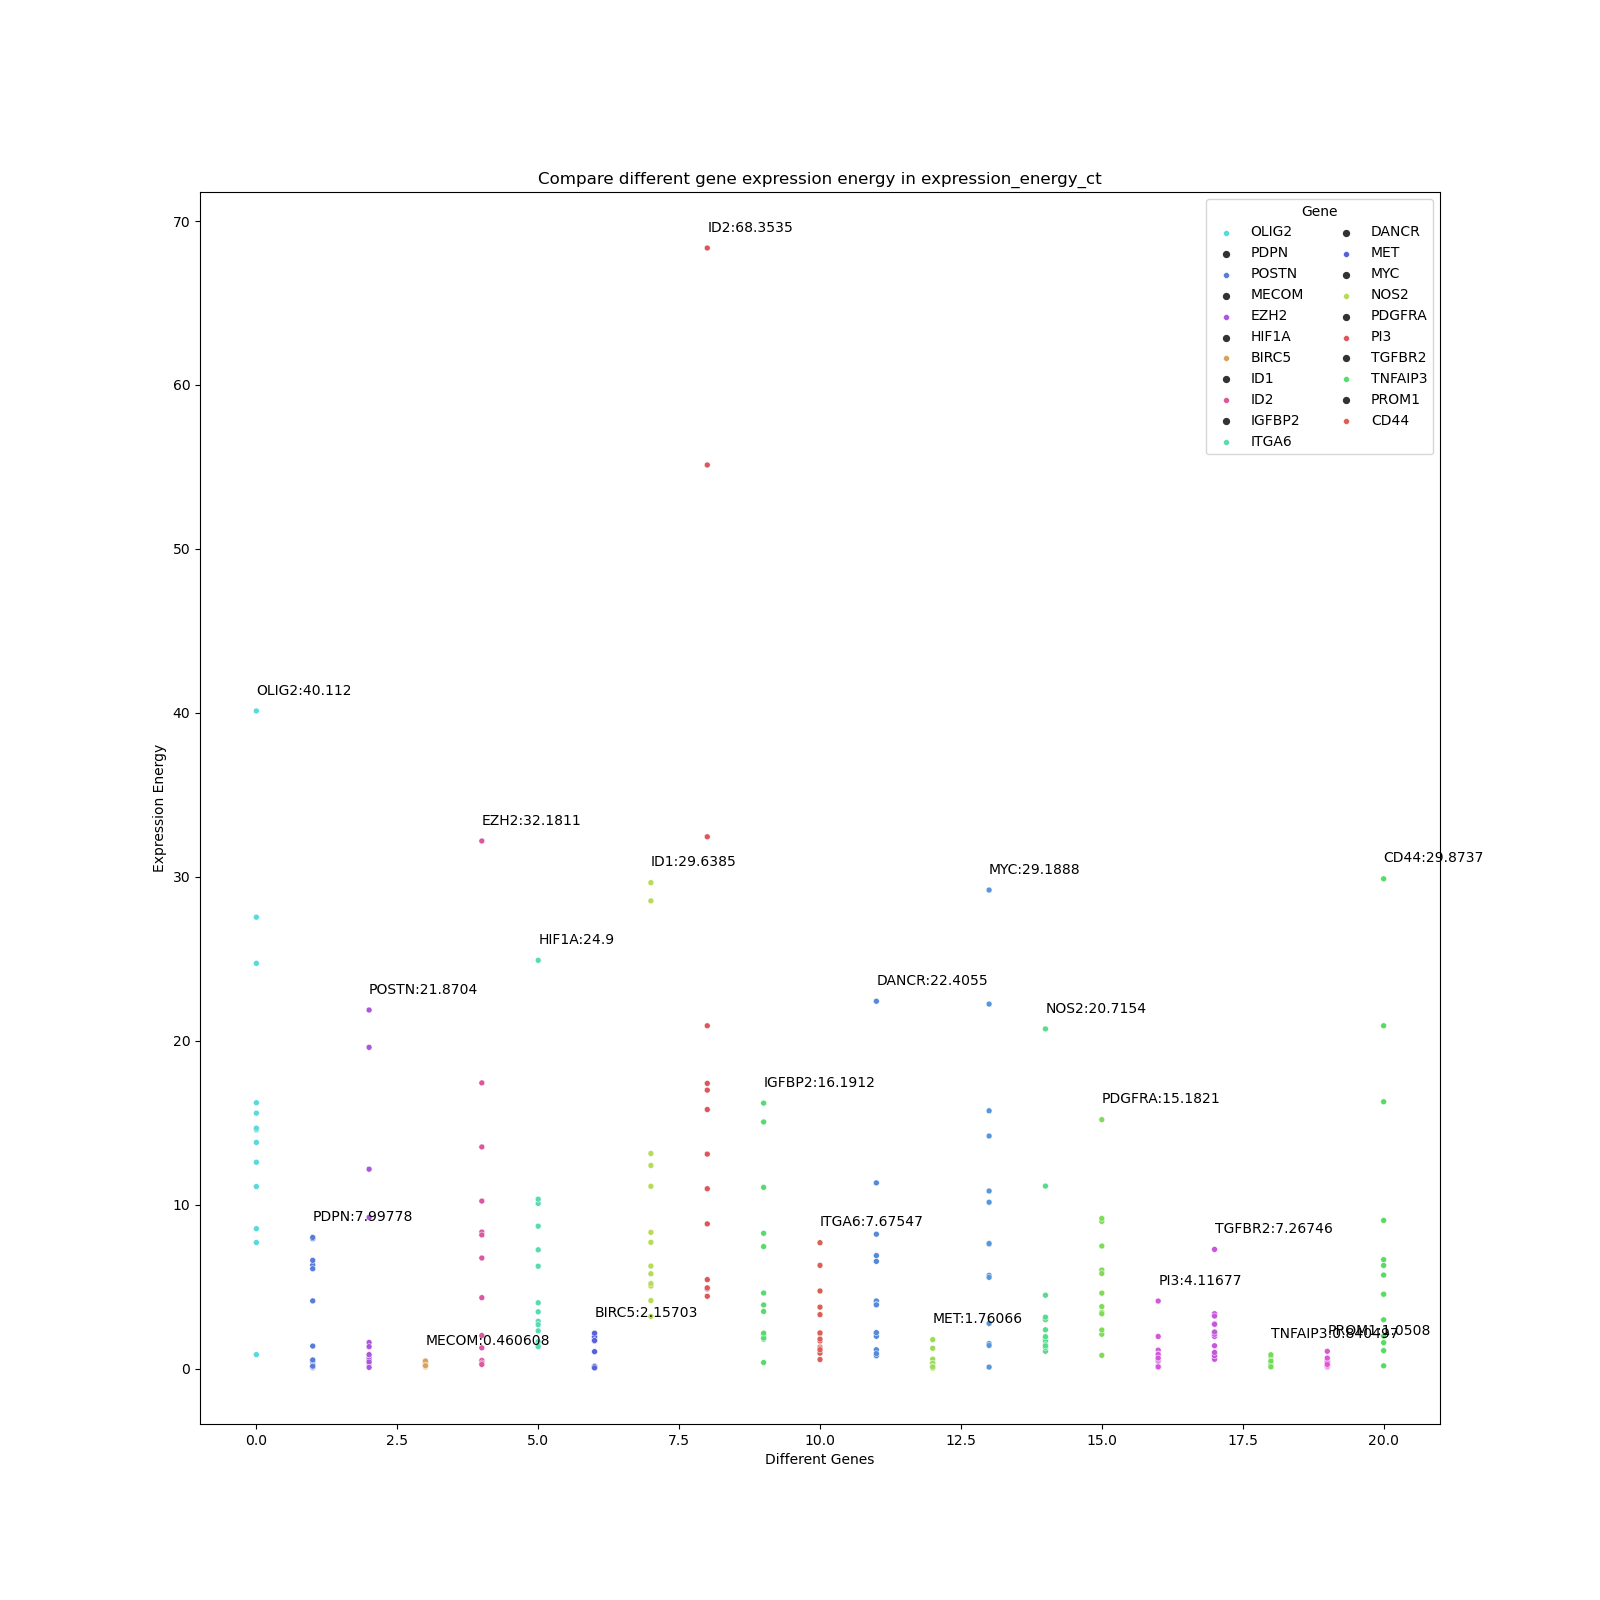 Compare different gene expression energy in expression_energy_ct
Gene
OLIG2
PDPN
POSTN
MECOM
EZH2
HIF1A
BIRC5
ID1
ID2
IGFBP2
ITGA6
DANCR
MET
MYC
NOS2
PDGFRA
PI3
TGFBR2
TNFAIP3
PROM1
CD44
ID2:68.3535
OLIG2:40.112
EZH2:32.1811
ID1:29.6385
MYC:29.1888
CD44:29.8737
HIF1A:24.9
POSTN:21.8704
DANCR:22.4055
NOS2:20.7154
IGFBP2:16.1912
PDGFRA:15.1821
PDPN:7.99778
ITGA6:7.67547
TGFBR2:7.26746
PI3:4.11677
BIRC5:2.15703
MET:1.76066
MECOM:0.460608
TNFAIP3:0.840497
PROM1:1.0508
70
60
50
40
30
20
10
0
Expression Energy
0.0 2.5 5.0 7.5 10.0 12.5 15.0 17.5 20.0
Different Genes